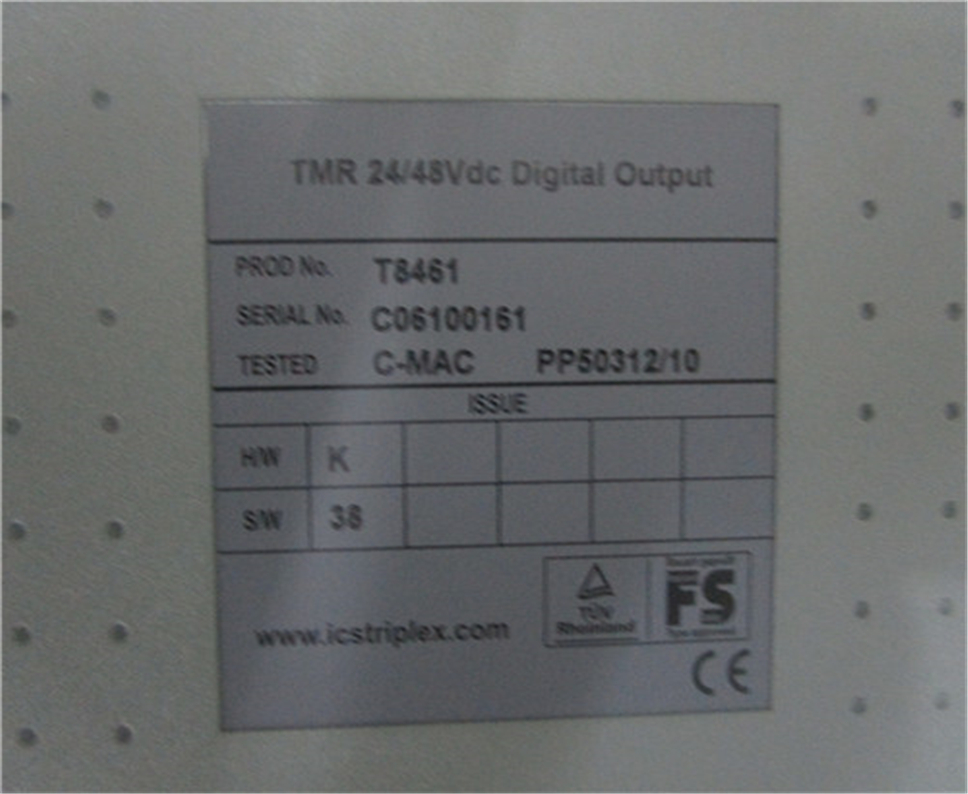 TMR 24/48Vdc Digital Output
PROD No. T8461
SERIAL No. C06100161
TESTED C-MAC PP50312/10
ISSUE
H/W K
S/W 38
www.icstriplex.com
TÜV
Rheinland
FS
CE